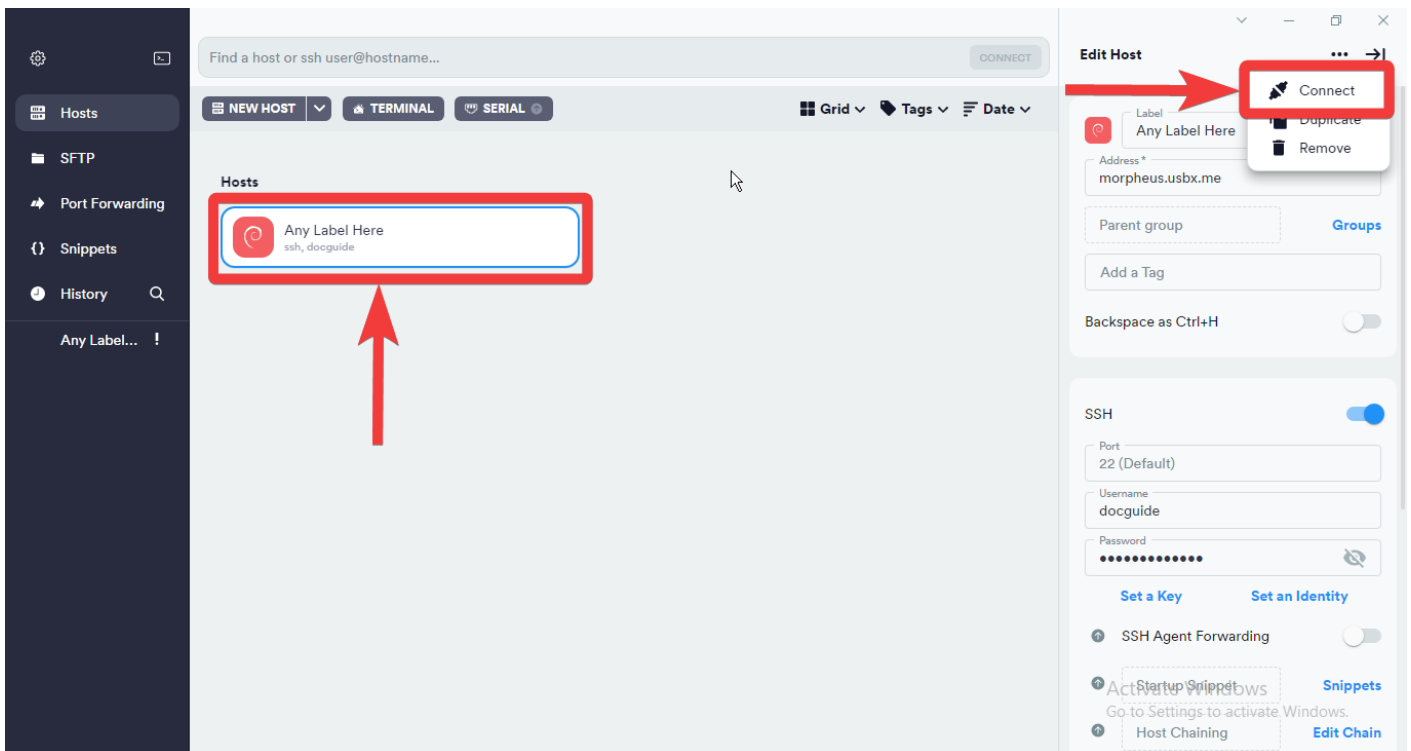 Hosts
SFTP
Port Forwarding
{} Snippets
History
Any Label... !
Find a host or ssh user@hostname...
CONNECT
NEW HOST
TERMINAL
SERIAL
Grid
Tags
Date
Hosts
Any Label Here
ssh, docguide
Edit Host
Connect
Duplicate
Remove
Label
Any Label Here
Address*
morpheus.usbx.me
Parent group
Groups
Add a Tag
Backspace as Ctrl+H
SSH
Port
22 (Default)
Username
docguide
Password
•••••••••••••
Set a Key
Set an Identity
SSH Agent Forwarding
Startup Snippet
Snippets
Activate Windows
Go to Settings to activate Windows.
Host Chaining
Edit Chain